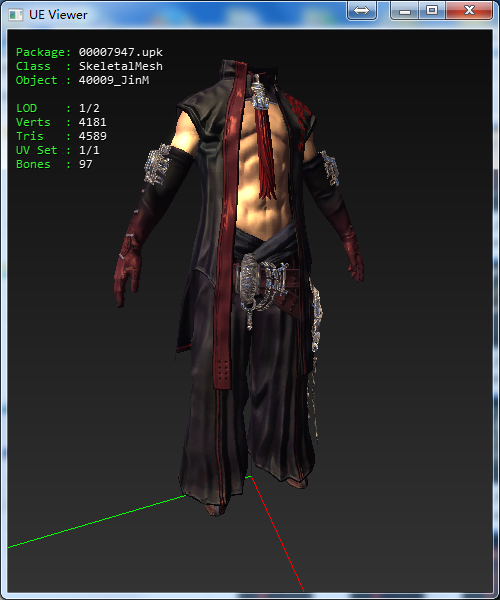 UE Viewer
Package: 00007947.upk
Class : SkeletalMesh
Object : 40009_JinM
LOD : 1/2
Verts : 4181
Tris : 4589
UV Set : 1/1
Bones : 97